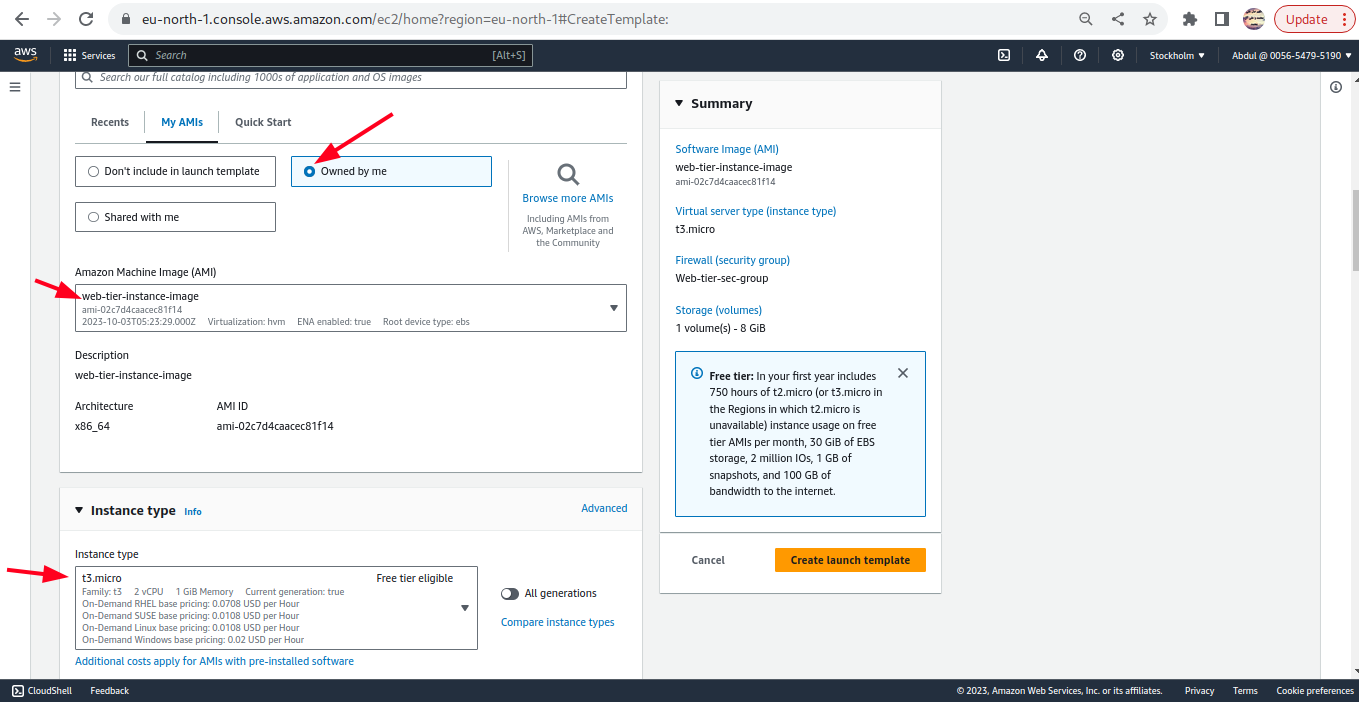 eu-north-1.console.aws.amazon.com/ec2/home?region=eu-north-1#CreateTemplate:
Update
aws
Services
Search
[Alt+S]
Stockholm
Abdul @ 0056-5479-5190
Search our full catalog including 1000s of application and OS images
Recents
My AMIs
Quick Start
Don't include in launch template
Owned by me
Shared with me
Browse more AMIs
Including AMIs from
AWS, Marketplace and
the Community
Amazon Machine Image (AMI)
web-tier-instance-image
ami-02c7d4caacec81f14
2023-10-03T05:23:29.000Z Virtualization: hvm ENA enabled: true Root device type: ebs
Description
web-tier-instance-image
Architecture
AMI ID
x86_64
ami-02c7d4caacec81f14
Instance type
Info
Advanced
Instance type
t3.micro
Free tier eligible
Family: t3 2 vCPU 1 GiB Memory Current generation: true
On-Demand RHEL base pricing: 0.0708 USD per Hour
On-Demand SUSE base pricing: 0.0108 USD per Hour
On-Demand Linux base pricing: 0.0108 USD per Hour
On-Demand Windows base pricing: 0.02 USD per Hour
All generations
Compare instance types
Additional costs apply for AMIs with pre-installed software
Summary
Software Image (AMI)
web-tier-instance-image
ami-02c7d4caacec81f14
Virtual server type (instance type)
t3.micro
Firewall (security group)
Web-tier-sec-group
Storage (volumes)
1 volume(s) - 8 GiB
Free tier: In your first year includes
750 hours of t2.micro (or t3.micro in
the Regions in which t2.micro is
unavailable) instance usage on free
tier AMIs per month, 30 GiB of EBS
storage, 2 million IOs, 1 GB of
snapshots, and 100 GB of
bandwidth to the internet.
Cancel
Create launch template
CloudShell
Feedback
© 2023, Amazon Web Services, Inc. or its affiliates.
Privacy
Terms
Cookie preferences